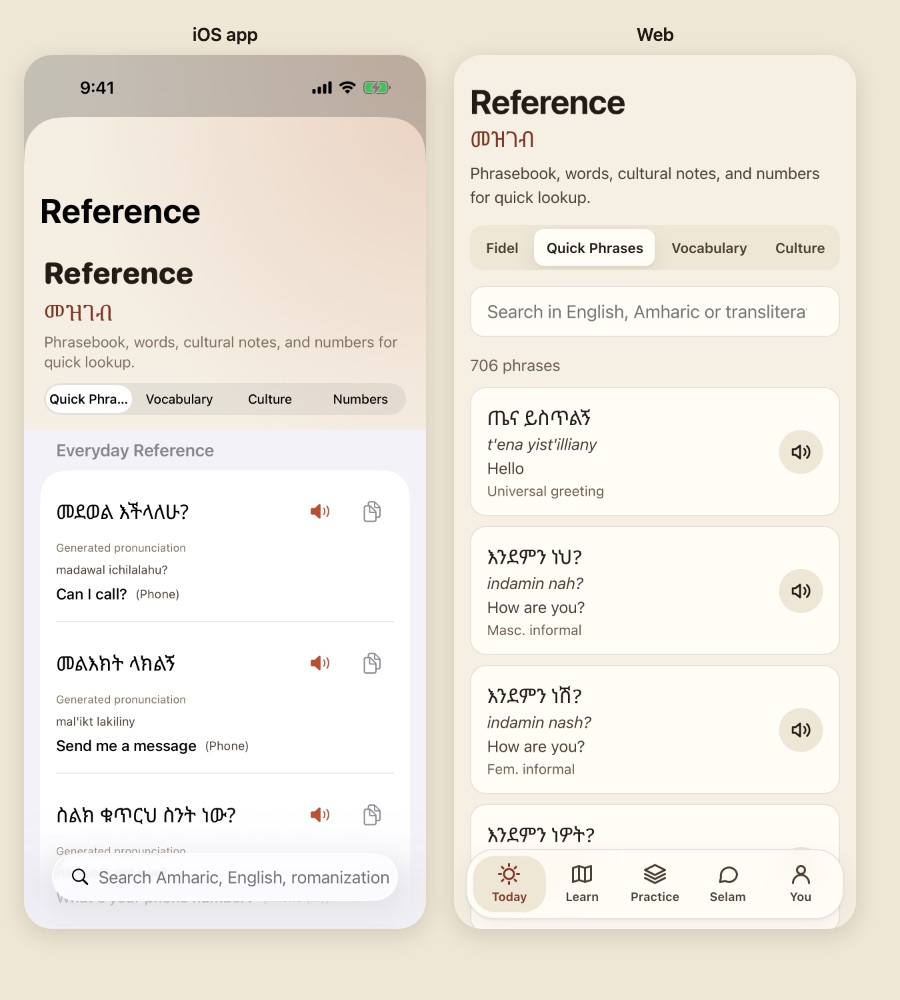 iOS app
9:41
Reference
Reference
መዝገብ
Phrasebook, words, cultural notes, and numbers for
quick lookup.
Quick Phra... Vocabulary Culture Numbers
Everyday Reference
መደወል እችላለሁ?
Generated pronunciation
madawal ichilalahu?
Can I call? (Phone)
መልእክት ላክልኝ
Generated pronunciation
mal'ikt lakiliny
Send me a message (Phone)
ስልክ ቁጥርህ ስንት ነው?
Generated pronunciation
Search Amharic, English, romanization
Web
Reference
መዝገብ
Phrasebook, words, cultural notes, and numbers
for quick lookup.
Fidel Quick Phrases Vocabulary Culture
Search in English, Amharic or translitera
706 phrases
ጤና ይስጥልኝ
t'ena yist'illiany
Hello
Universal greeting
እንደምን ነህ?
indamin nah?
How are you?
Masc. informal
እንደምን ነሽ?
indamin nash?
How are you?
Fem. informal
እንደምን ነዎት?
Today Learn Practice Selam You